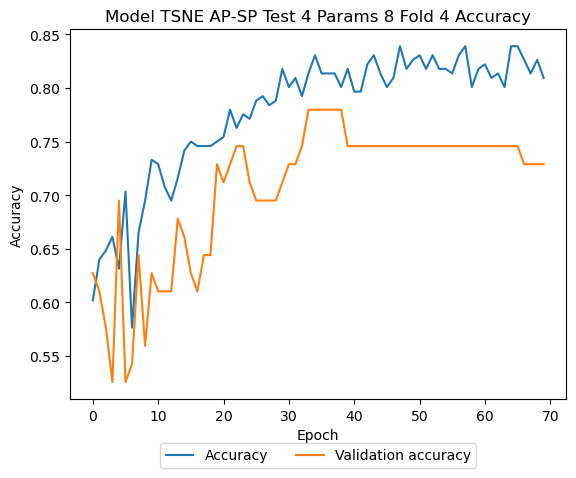 Model TSNE AP-SP Test 4 Params 8 Fold 4 Accuracy
0.85
0.80
0.75
0.70
0.65
0.60
0.55
Accuracy
0 10 20 30 40 50 60 70
Epoch
Accuracy Validation accuracy